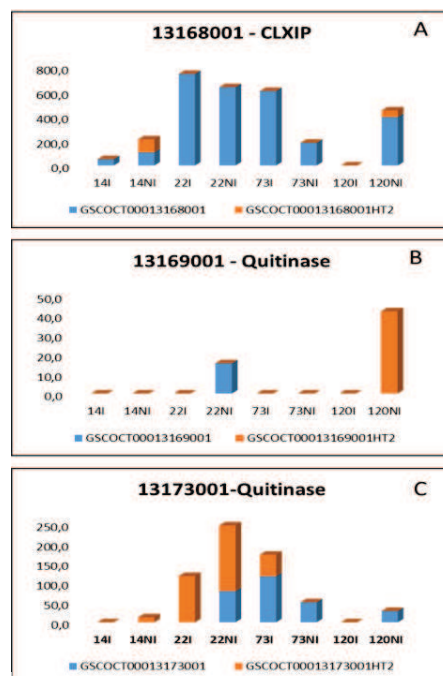 13168001 - CLXIP
A
800,0
600,0
400,0
200,0
0,0
14I 14NI 22I 22NI 73I 73NI 120I 120NI
GSCOCT00013168001 GSCOCT00013168001HT2
13169001 - Quitinase
B
50,0
40,0
30,0
20,0
10,0
0,0
14I 14NI 22I 22NI 73I 73NI 120I 120NI
GSCOCT00013169001 GSCOCT00013169001HT2
13173001-Quitinase
C
250,0
200,0
150,0
100,0
50,0
0,0
14I 14NI 22I 22NI 73I 73NI 120I 120NI
GSCOCT00013173001 GSCOCT00013173001HT2